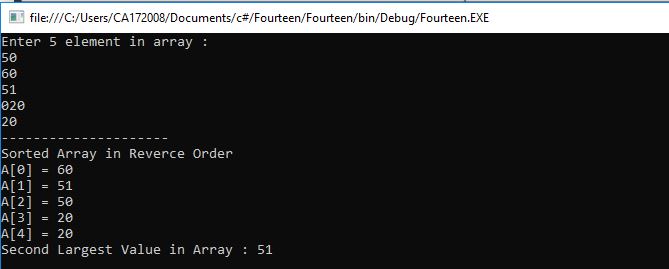 file:///C:/Users/CA172008/Documents/c#/Fourteen/Fourteen/bin/Debug/Fourteen.EXE
Enter 5 element in array :
50
60
51
020
20
---------------------
Sorted Array in Reverce Order
A[0] = 60
A[1] = 51
A[2] = 50
A[3] = 20
A[4] = 20
Second Largest Value in Array : 51